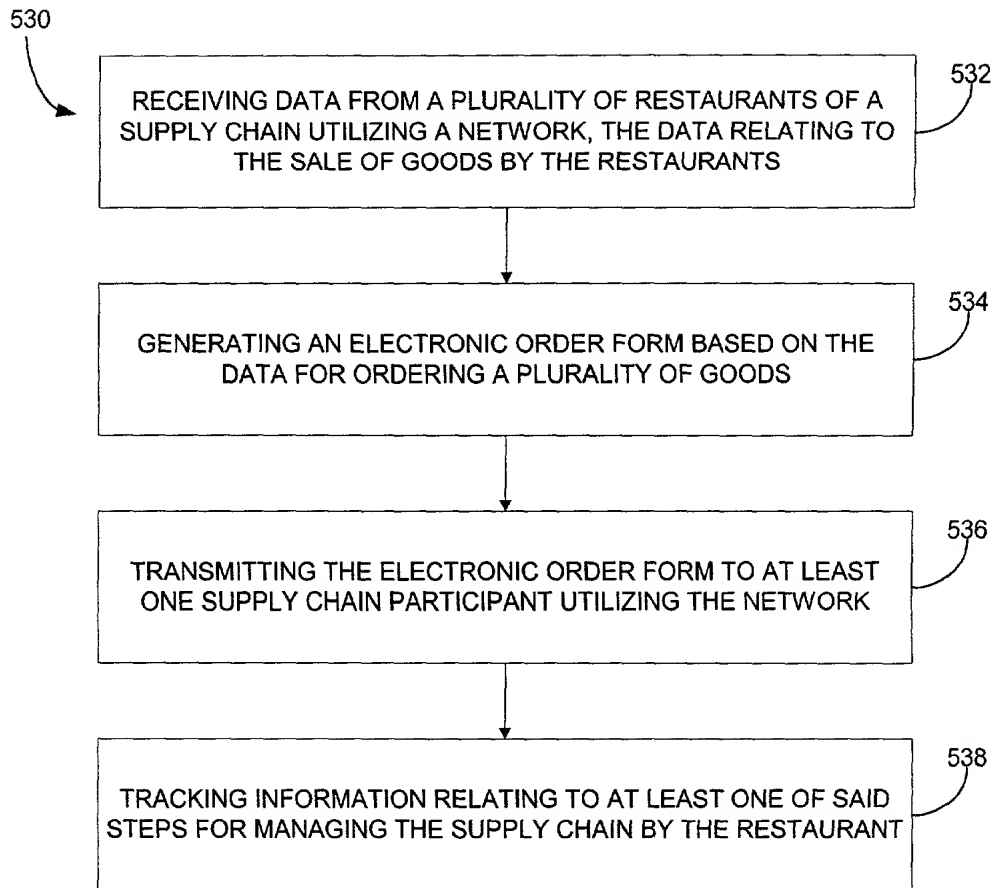 530
532
RECEIVING DATA FROM A PLURALITY OF RESTAURANTS OF A
SUPPLY CHAIN UTILIZING A NETWORK, THE DATA RELATING TO
THE SALE OF GOODS BY THE RESTAURANTS
534
GENERATING AN ELECTRONIC ORDER FORM BASED ON THE
DATA FOR ORDERING A PLURALITY OF GOODS
536
TRANSMITTING THE ELECTRONIC ORDER FORM TO AT LEAST
ONE SUPPLY CHAIN PARTICIPANT UTILIZING THE NETWORK
538
TRACKING INFORMATION RELATING TO AT LEAST ONE OF SAID
STEPS FOR MANAGING THE SUPPLY CHAIN BY THE RESTAURANT